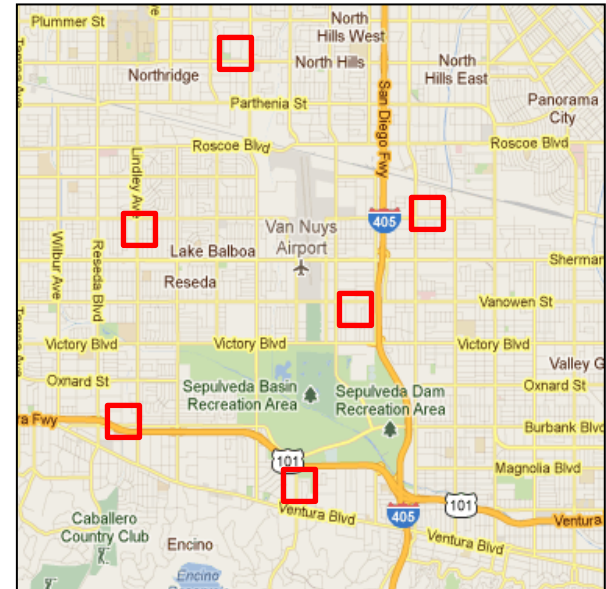 Plummer St
North
Hills West
North Hills
North
Hills East
Northridge
Panorama
City
Parthenia St
San Diego Fwy
Roscoe Blvd
Roscoe Blvd
Lindley Ave
405
Van Nuys
Airport
Lake Balboa
Wilbur Ave
Reseda Blvd
Sherman
Reseda
Vanowen St
Victory Blvd
Victory Blvd
Victory Blvd
Valley G
Oxnard St
Sepulveda Basin
Recreation Area
Sepulveda Dam
Recreation Area
Oxnard St
ra Fwy
Burbank Blv
101
Magnolia Blvd
Ventura Blvd
405
101
Ventura
Caballero
Country Club
Encino
Ventura Blvd
Encino